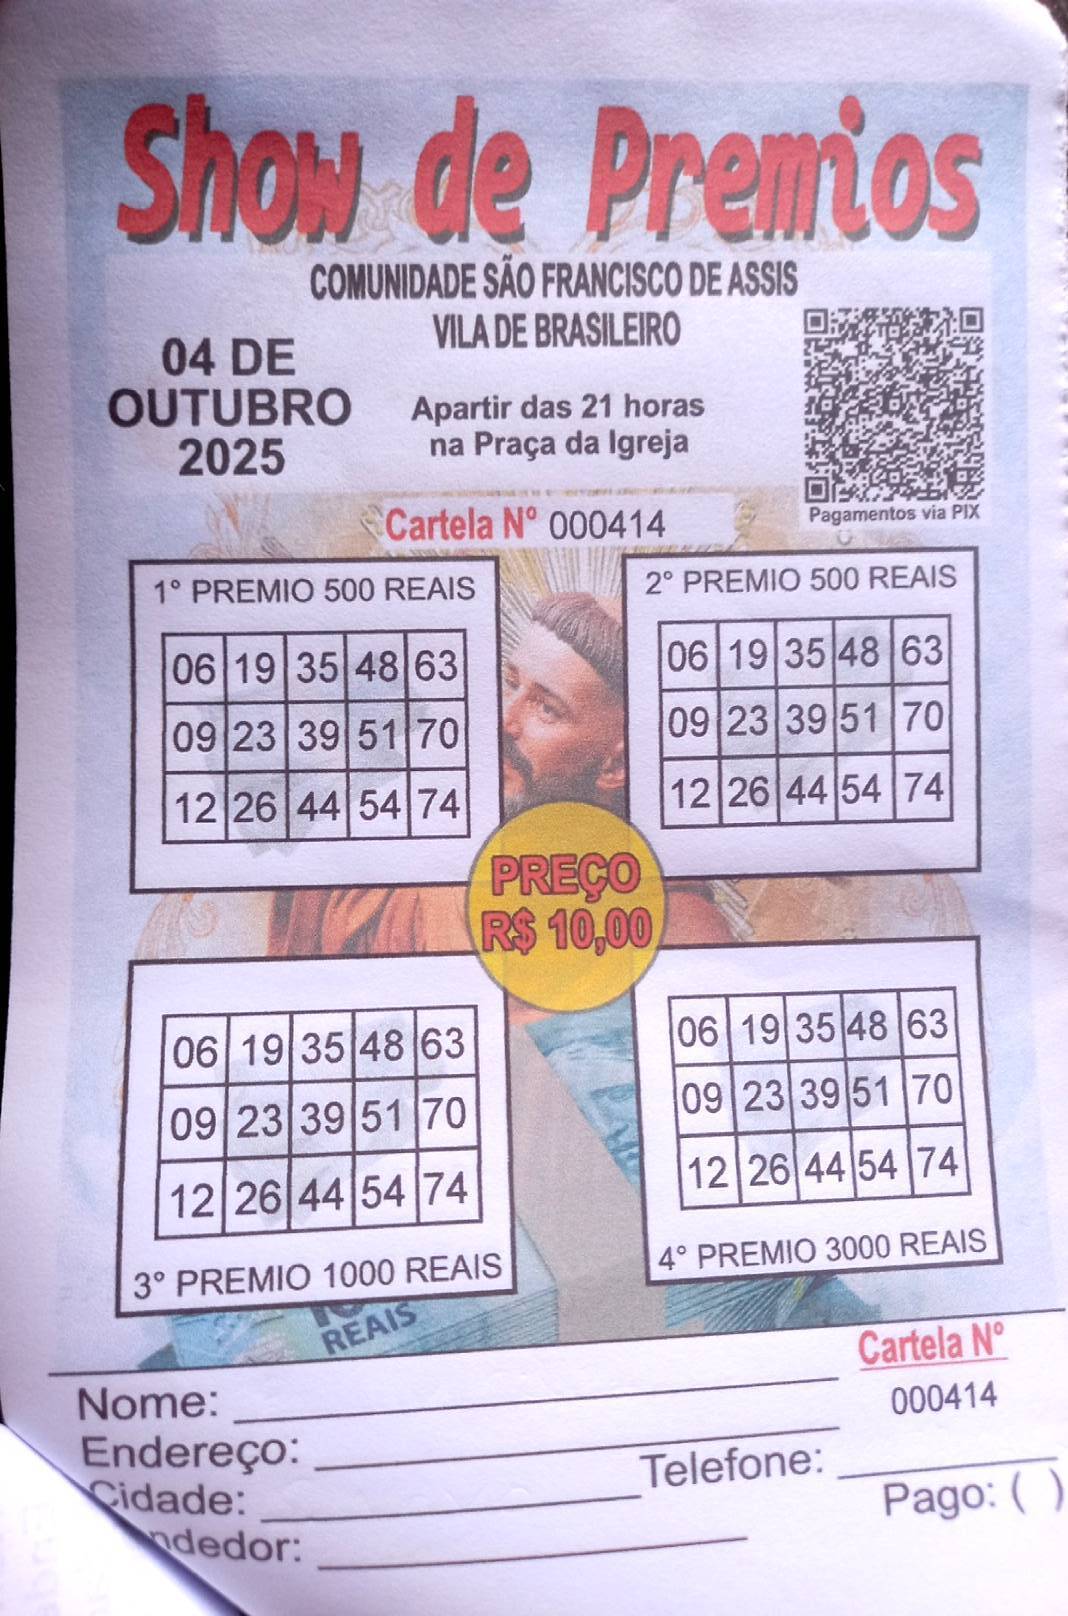 Show de Premios
COMUNIDADE SÃO FRANCISCO DE ASSIS
VILA DE BRASILEIRO
04 DE
OUTUBRO
2025
Apartir das 21 horas
na Praça da Igreja
Pagamentos via PIX
Cartela Nº 000414
1° PREMIO 500 REAIS
06 19 35 48 63
09 23 39 51 70
12 26 44 54 74
2° PREMIO 500 REAIS
06 19 35 48 63
09 23 39 51 70
12 26 44 54 74
PREÇO
R$ 10,00
06 19 35 48 63
09 23 39 51 70
12 26 44 54 74
3° PREMIO 1000 REAIS
06 19 35 48 63
09 23 39 51 70
12 26 44 54 74
4° PREMIO 3000 REAIS
REAIS
Cartela Nº
000414
Nome:
Endereço:
Telefone:
Cidade:
Pago: ( )
ndedor: